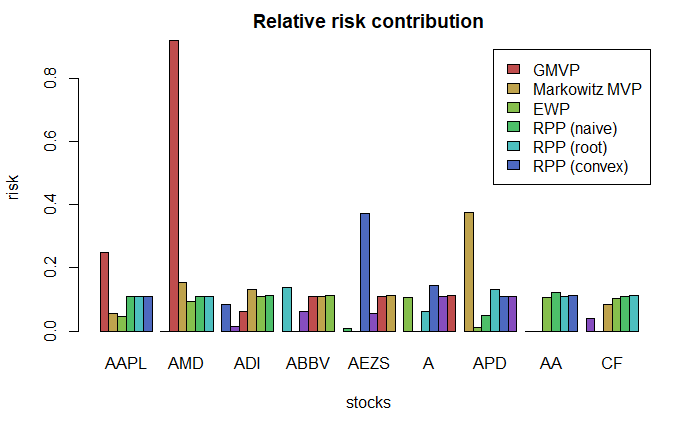 Relative risk contribution
GMVP
Markowitz MVP
EWP
RPP (naive)
RPP (root)
RPP (convex)
risk
0.8
0.6
0.4
0.2
0.0
AAPL AMD ADI ABBV AEZS A APD AA CF
stocks